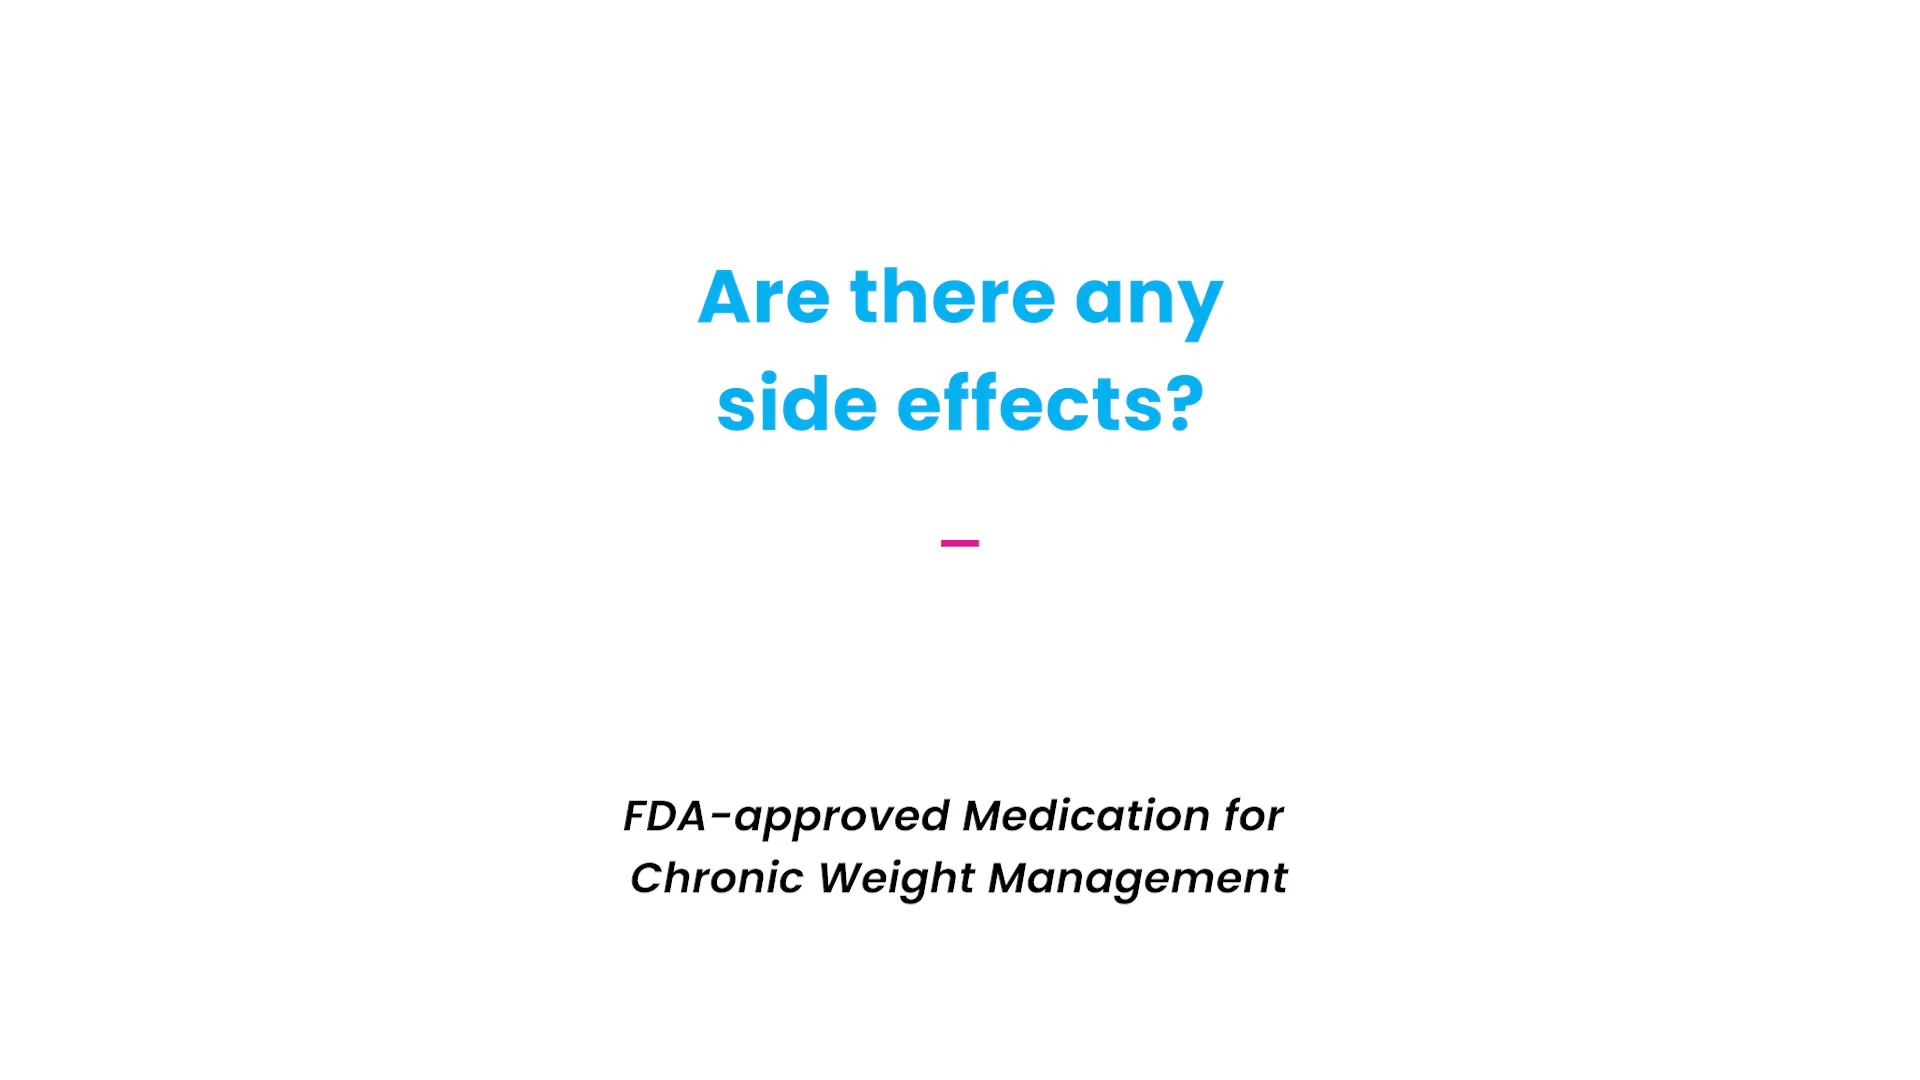 Are there any
side effects?
FDA-approved Medication for
Chronic Weight Management